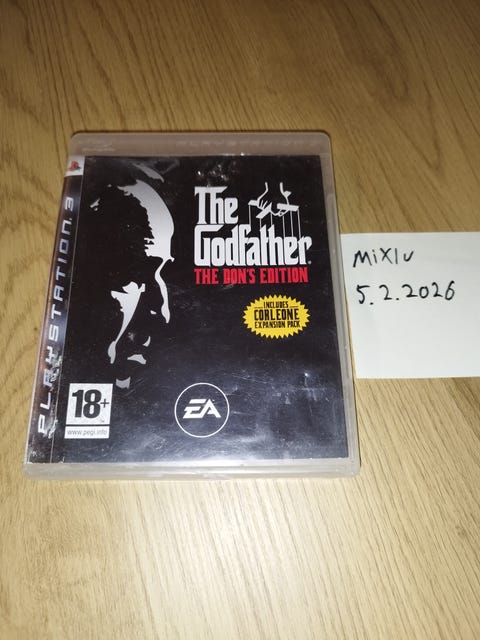 PLAYSTATION 3
The
Godfather
THE DON'S EDITION
INCLUDES
CORLEONE
EXPANSION PACK
18+
www.pegi.info
EA
Mixlu
5.2.2026